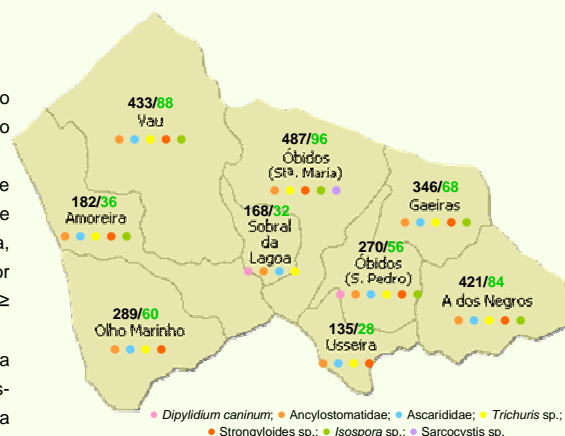 o
433/88
Vau
o
487/96
Óbidos
(Stª. Maria)
e
346/68
Gaeiras
e
182/36
Amoreira
168/32
Sobral
da
Lagoa
a,
270/56
Óbidos
(S. Pedro)
or
421/84
A dos Negros
≥
289/60
Olho Marinho
135/28
Usseira
a
s-
a
Dipylidium caninum; Ancylostomatidae; Ascarididae; Trichuris sp.;
Strongyloides sp.; Isospora sp.; Sarcocystis sp.